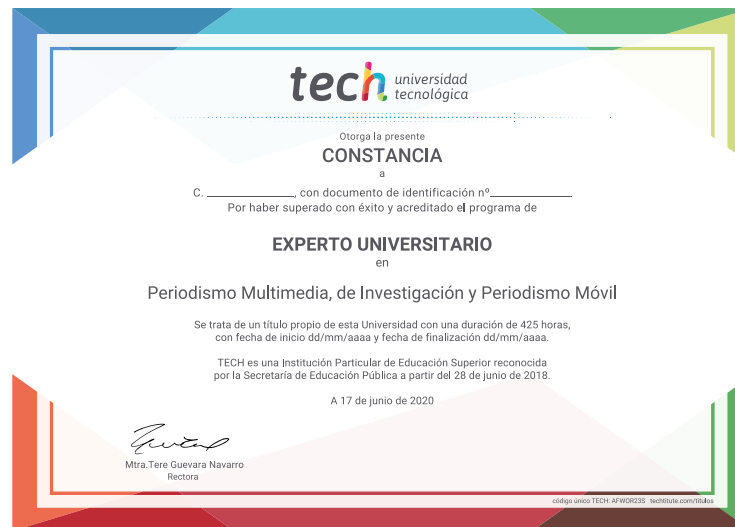 tech universidad
tecnológica
Otorga la presente
CONSTANCIA
a
C. ________________, con documento de identificación nº________________
Por haber superado con éxito y acreditado el programa de
EXPERTO UNIVERSITARIO
en
Periodismo Multimedia, de Investigación y Periodismo Móvil
Se trata de un título propio de esta Universidad con una duración de 425 horas,
con fecha de inicio dd/mm/aaaa y fecha de finalización dd/mm/aaaa.
TECH es una Institución Particular de Educación Superior reconocida
por la Secretaría de Educación Pública a partir del 28 de junio de 2018.
A 17 de junio de 2020
Mtra.Tere Guevara Navarro
Rectora
código único TECH: AFWOR23S techtitute.com/títulos